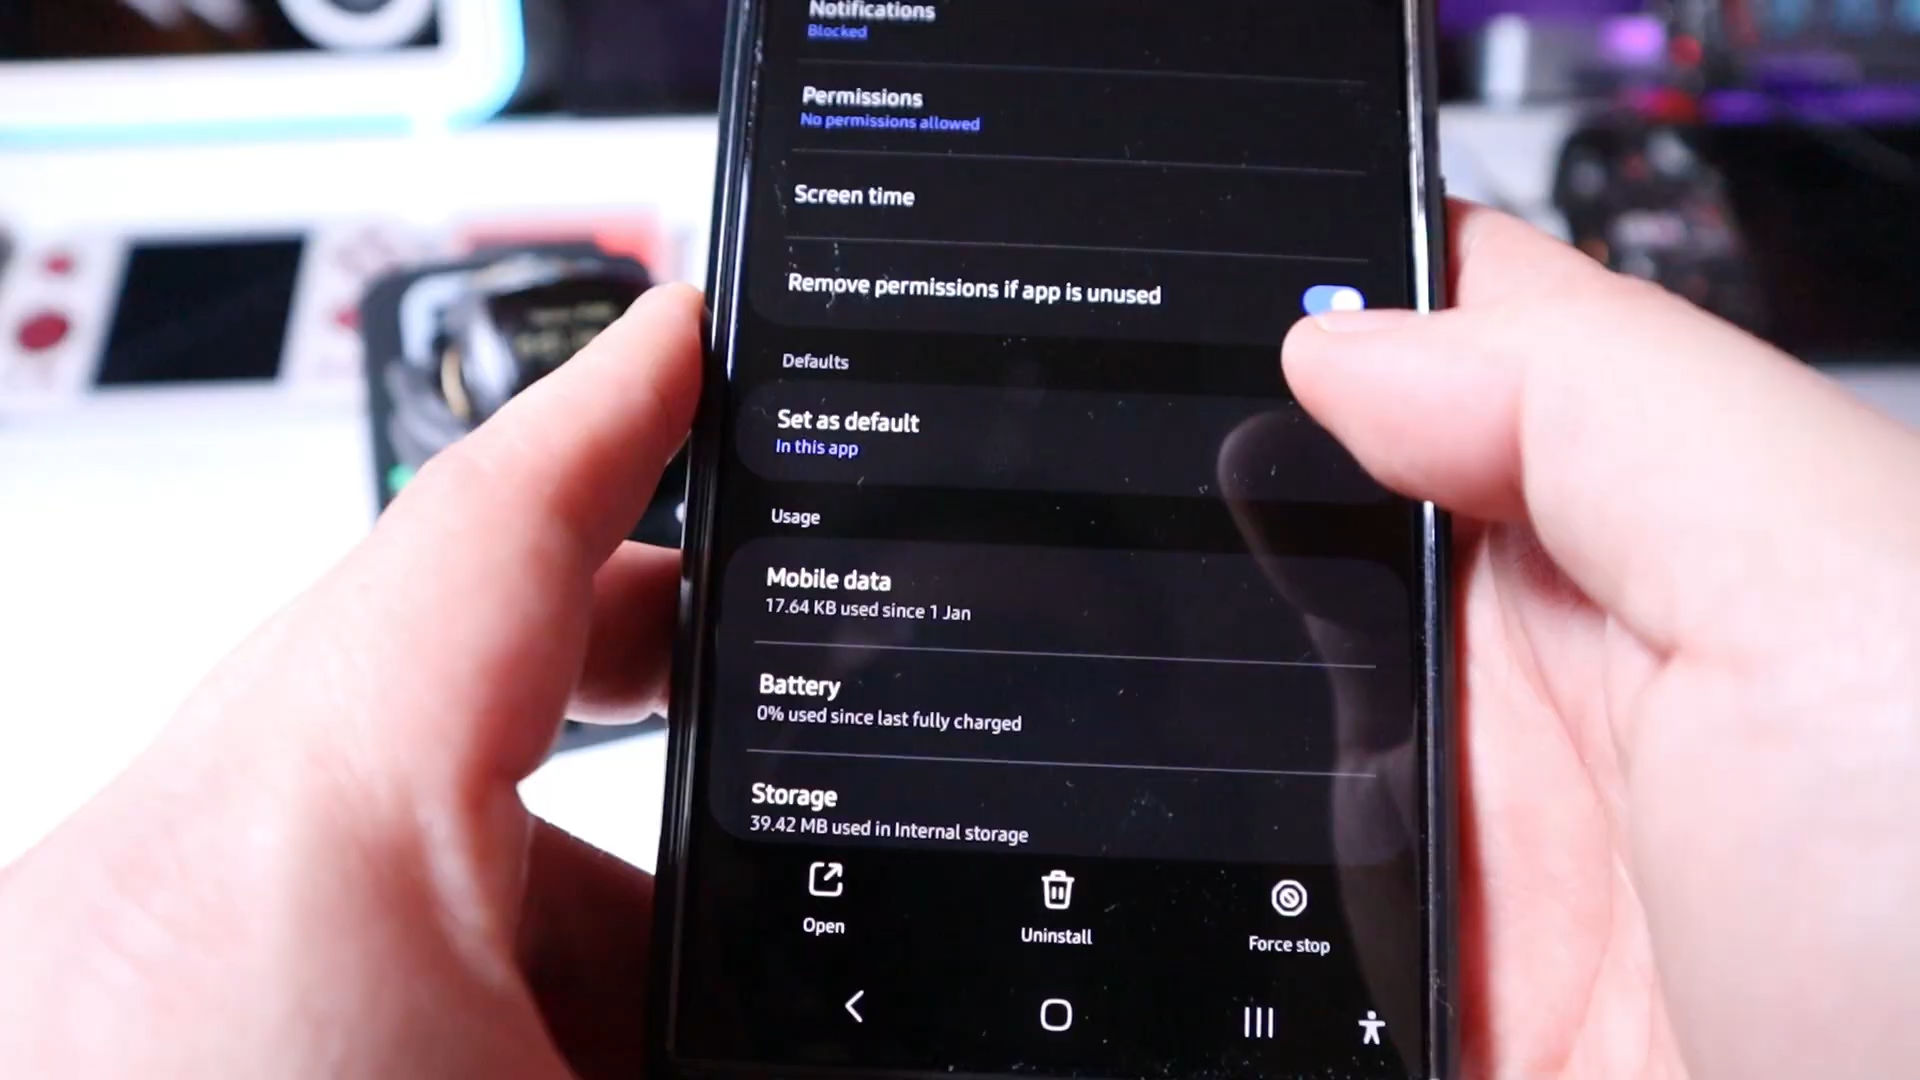 Notifications
Blocked
Permissions
No permissions allowed
Screen time
Remove permissions if app is unused
Defaults
Set as default
In this app
Usage
Mobile data
17.64 KB used since 1 Jan
Battery
0% used since last fully charged
Storage
39.42 MB used in Internal storage
Open
Uninstall
Force stop